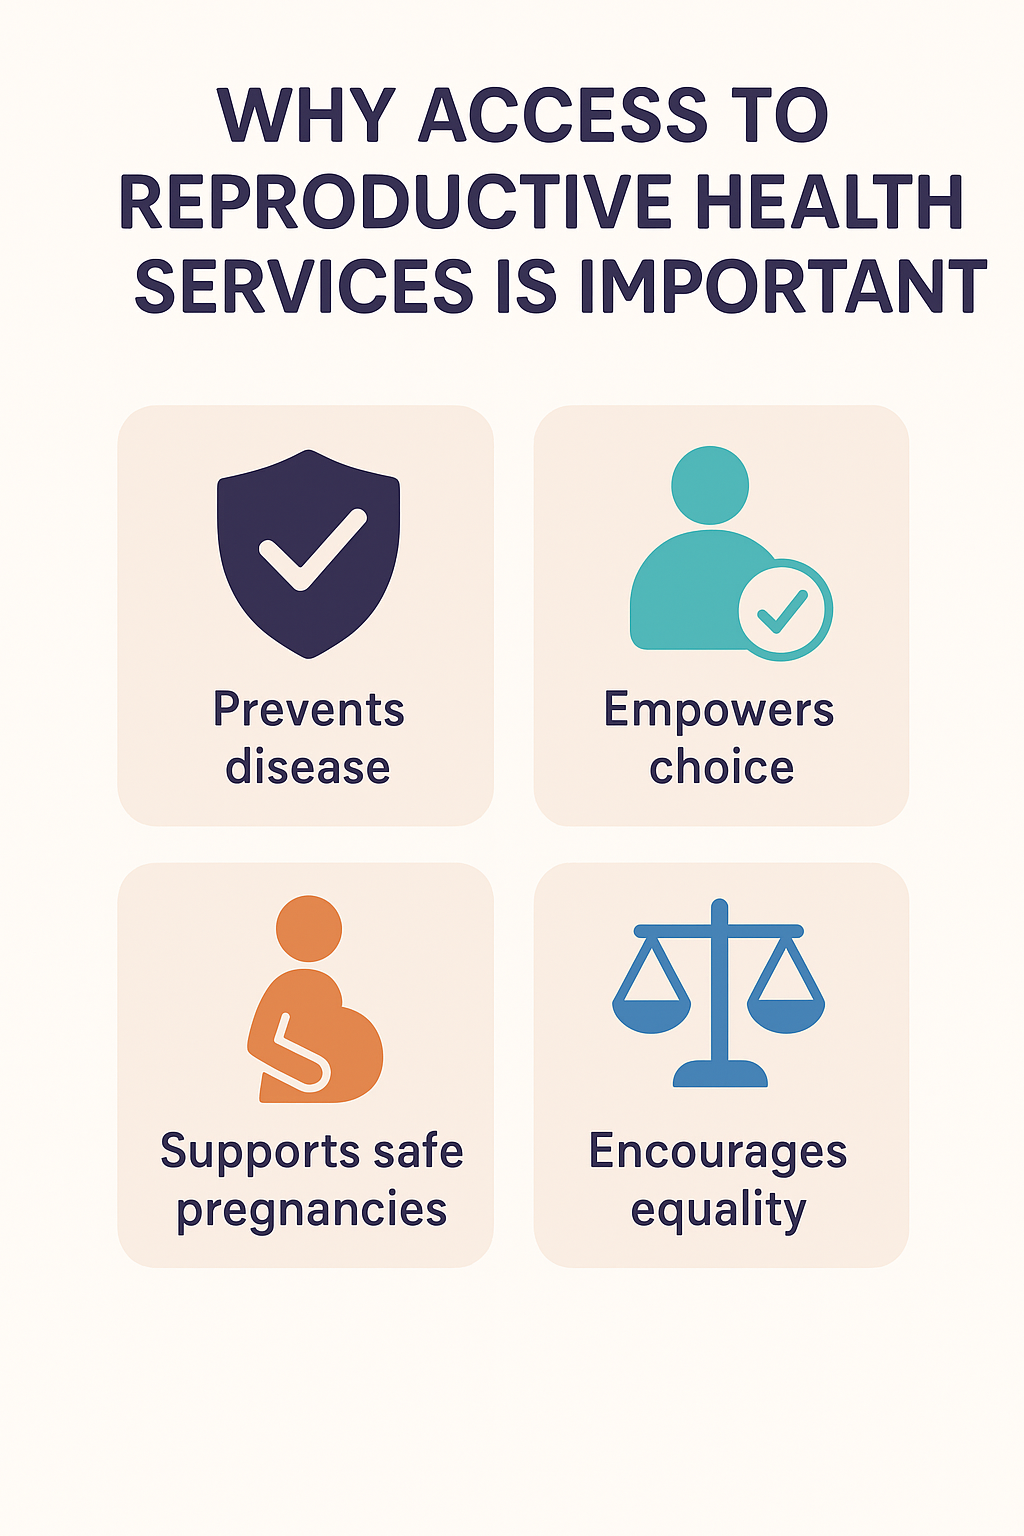 WHY ACCESS TO
REPRODUCTIVE HEALTH
SERVICES IS IMPORTANT
Prevents
disease
Empowers
choice
Supports safe
pregnancies
Encourages
equality